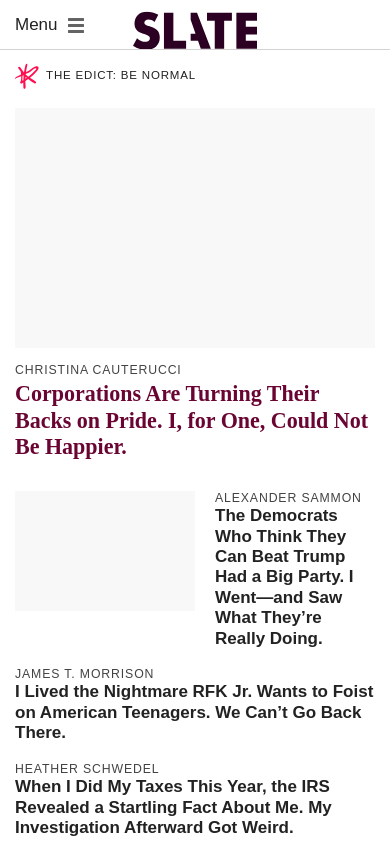 Menu
SLATE
THE EDICT: BE NORMAL
CHRISTINA CAUTERUCCI
Corporations Are Turning Their
Backs on Pride. I, for One, Could Not
Be Happier.
ALEXANDER SAMMON
The Democrats
Who Think They
Can Beat Trump
Had a Big Party. I
Went—and Saw
What They’re
Really Doing.
JAMES T. MORRISON
I Lived the Nightmare RFK Jr. Wants to Foist
on American Teenagers. We Can’t Go Back
There.
HEATHER SCHWEDEL
When I Did My Taxes This Year, the IRS
Revealed a Startling Fact About Me. My
Investigation Afterward Got Weird.